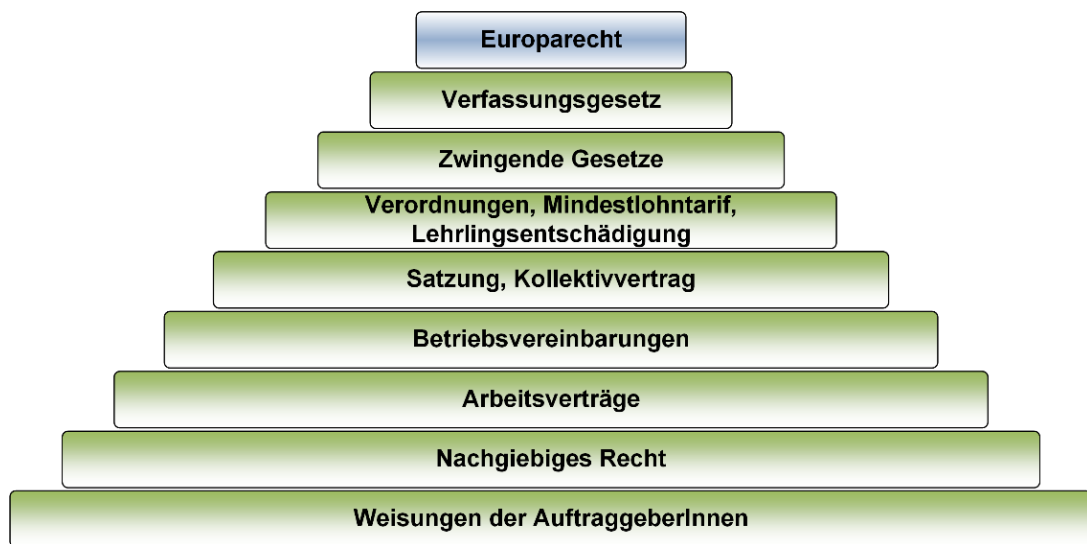 Europarecht
Verfassungsgesetz
Zwingende Gesetze
Verordnungen, Mindestlohntarif,
Lehrlingsentschädigung
Satzung, Kollektivvertrag
Betriebsvereinbarungen
Arbeitsverträge
Nachgiebiges Recht
Weisungen der AuftraggeberInnen